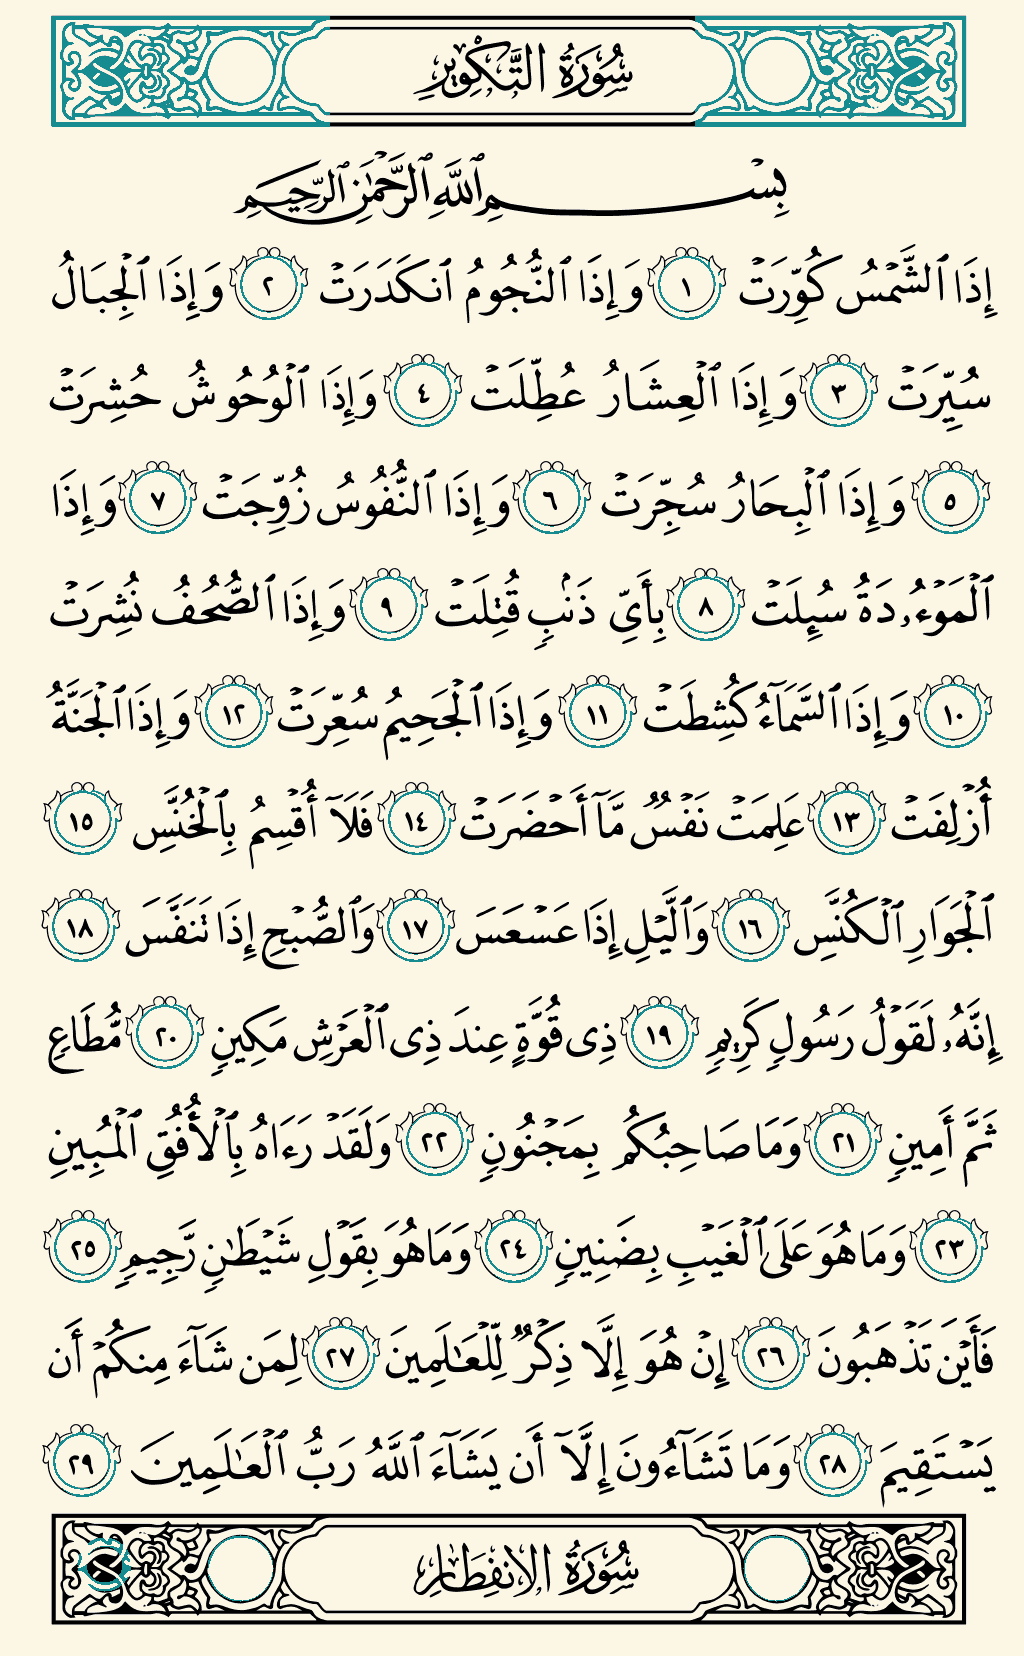 سُورَةُ التَّكْوِيرِ
بِسْمِ ٱللَّهِ ٱلرَّحْمَٰنِ ٱلرَّحِيمِ
إِذَا ٱلشَّمْسُ كُوِّرَتْ ١ وَإِذَا ٱلنُّجُومُ ٱنكَدَرَتْ ٢ وَإِذَا ٱلْجِبَالُ
سُيِّرَتْ ٣ وَإِذَا ٱلْعِشَارُ عُطِّلَتْ ٤ وَإِذَا ٱلْوُحُوشُ حُشِرَتْ
٥ وَإِذَا ٱلْبِحَارُ سُجِّرَتْ ٦ وَإِذَا ٱلنُّفُوسُ زُوِّجَتْ ٧ وَإِذَا
ٱلْمَوْءُۥدَةُ سُئِلَتْ ٨ بِأَىِّ ذَنۢبٍ قُتِلَتْ ٩ وَإِذَا ٱلصُّحُفُ نُشِرَتْ
١٠ وَإِذَا ٱلسَّمَآءُ كُشِطَتْ ١١ وَإِذَا ٱلْجَحِيمُ سُعِّرَتْ ١٢ وَإِذَا ٱلْجَنَّةُ
أُزْلِفَتْ ١٣ عَلِمَتْ نَفْسٌ مَّآ أَحْضَرَتْ ١٤ فَلَآ أُقْسِمُ بِٱلْخُنَّسِ ١٥
ٱلْجَوَارِ ٱلْكُنَّسِ ١٦ وَٱلَّيْلِ إِذَا عَسْعَسَ ١٧ وَٱلصُّبْحِ إِذَا تَنَفَّسَ ١٨
إِنَّهُۥ لَقَوْلُ رَسُولٍ كَرِيمٍ ١٩ ذِى قُوَّةٍ عِندَ ذِى ٱلْعَرْشِ مَكِينٍ ٢٠ مُّطَاعٍ
ثَمَّ أَمِينٍ ٢١ وَمَا صَاحِبُكُم بِمَجْنُونٍ ٢٢ وَلَقَدْ رَءَاهُ بِٱلْأُفُقِ ٱلْمُبِينِ
٢٣ وَمَا هُوَ عَلَى ٱلْغَيْبِ بِضَنِينٍ ٢٤ وَمَا هُوَ بِقَوْلِ شَيْطَٰنٍ رَّجِيمٍ ٢٥
فَأَيْنَ تَذْهَبُونَ ٢٦ إِنْ هُوَ إِلَّا ذِكْرٌ لِّلْعَٰلَمِينَ ٢٧ لِمَن شَآءَ مِنكُمْ أَن
يَسْتَقِيمَ ٢٨ وَمَا تَشَآءُونَ إِلَّآ أَن يَشَآءَ ٱللَّهُ رَبُّ ٱلْعَٰلَمِينَ ٢٩
سُورَةُ الِانفِطَارِ